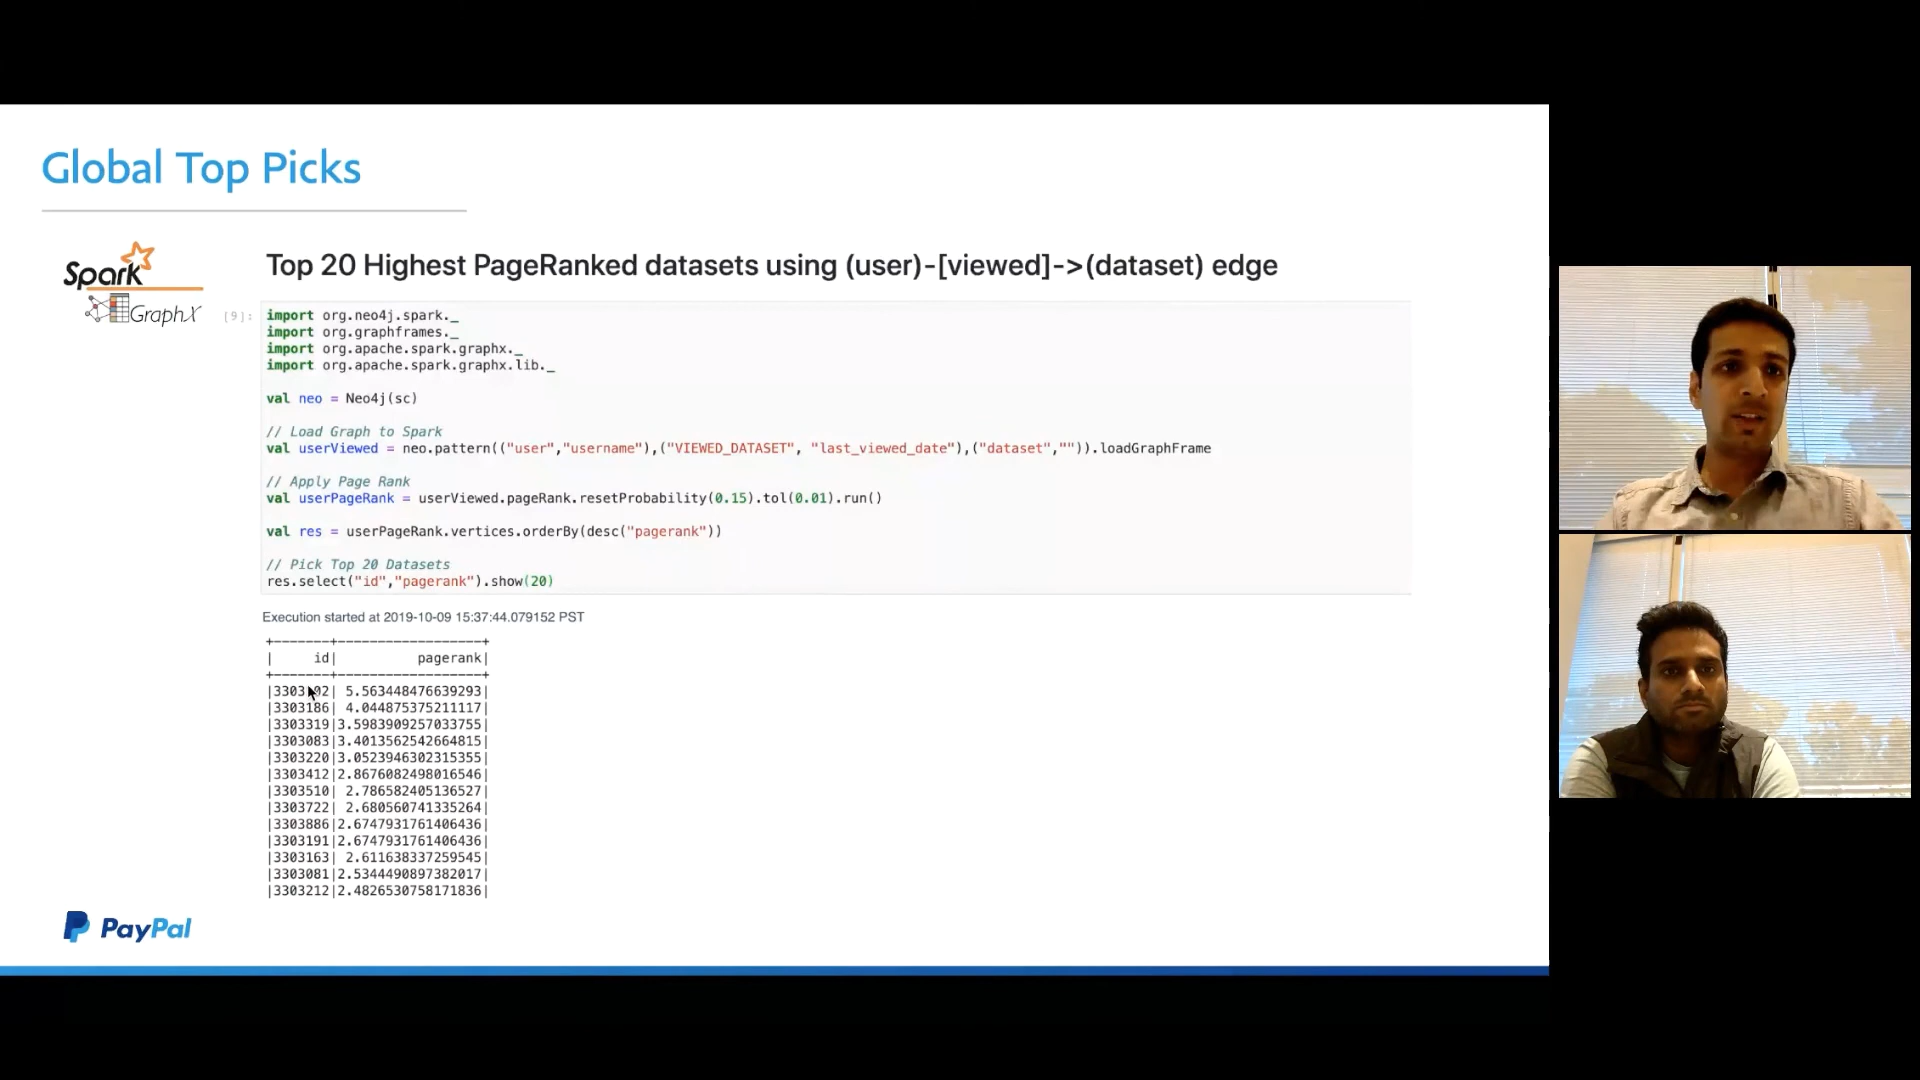 Global Top Picks
Spark
GraphX
Top 20 Highest PageRanked datasets using (user)-[viewed]->(dataset) edge
[9]:
import org.neo4j.spark._
import org.graphframes._
import org.apache.spark.graphx._
import org.apache.spark.graphx.lib._
val neo = Neo4j(sc)
// Load Graph to Spark
val userViewed = neo.pattern(("user","username"),("VIEWED_DATASET", "last_viewed_date"),("dataset","")).loadGraphFrame
// Apply Page Rank
val userPageRank = userViewed.pageRank.resetProbability(0.15).tol(0.01).run()
val res = userPageRank.vertices.orderBy(desc("pagerank"))
// Pick Top 20 Datasets
res.select("id","pagerank").show(20)
Execution started at 2019-10-09 15:37:44.079152 PST
+-------+------------------+
|     id|          pagerank|
+-------+------------------+
| 5.563448476639293|
|3303186| 4.044875375211117|
|3303319|3.5983909257033755|
|3303083|3.4013562542664815|
|3303220|3.0523946302315355|
|3303412|2.8676082498016546|
|3303510| 2.786582405136527|
|3303722| 2.680560741335264|
|3303886|2.6747931761406436|
|3303191|2.6747931761406436|
|3303163| 2.611638337259545|
|3303081|2.5344490897382017|
|3303212|2.4826530758171836|
PayPal